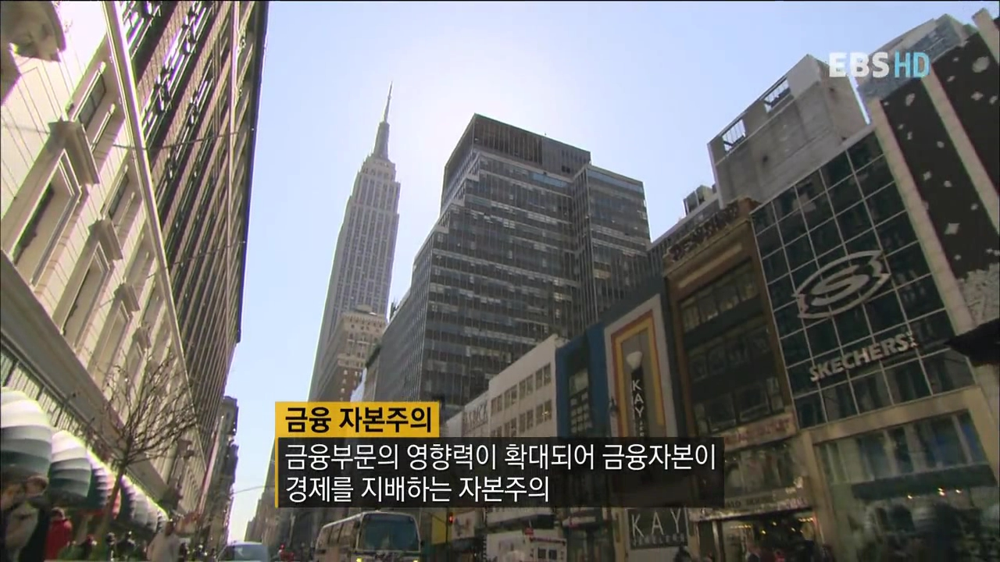 EBS HD
SKECHERS
KAY
금융 자본주의
금융부문의 영향력이 확대되어 금융자본이
경제를 지배하는 자본주의
KAY